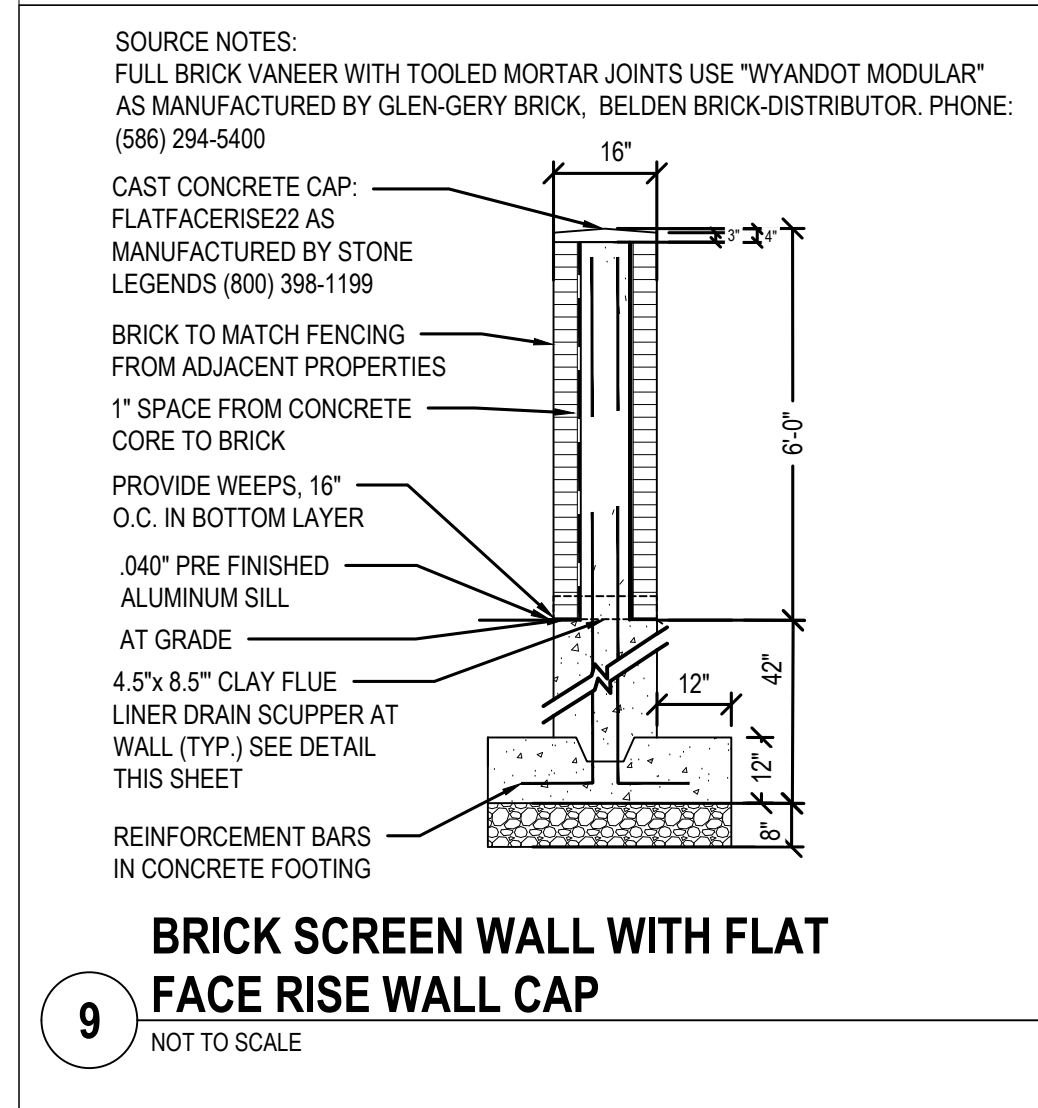 SOURCE NOTES:
FULL BRICK VANEER WITH TOOLED MORTAR JOINTS USE "WYANDOT MODULAR"
AS MANUFACTURED BY GLEN-GERY BRICK, BELDEN BRICK-DISTRIBUTOR. PHONE:
(586) 294-5400
16"
CAST CONCRETE CAP:
FLATFACERISE22 AS
MANUFACTURED BY STONE
LEGENDS (800) 398-1199
3"
4"
BRICK TO MATCH FENCING
FROM ADJACENT PROPERTIES
1" SPACE FROM CONCRETE
CORE TO BRICK
6'-0"
PROVIDE WEEPS, 16"
O.C. IN BOTTOM LAYER
.040" PRE FINISHED
ALUMINUM SILL
AT GRADE
4.5"x 8.5'" CLAY FLUE
LINER DRAIN SCUPPER AT
WALL (TYP.) SEE DETAIL
THIS SHEET
42"
12"
12"
8"
REINFORCEMENT BARS
IN CONCRETE FOOTING
BRICK SCREEN WALL WITH FLAT
FACE RISE WALL CAP
9
NOT TO SCALE